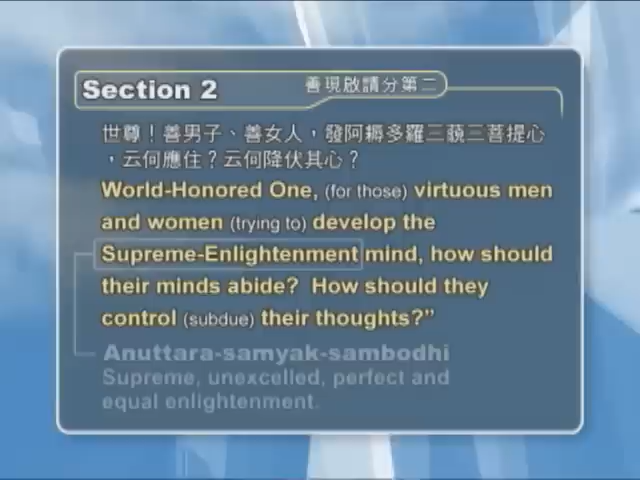 Section 2
善現啟請分第二
世尊！善男子、善女人，發阿耨多羅三藐三菩提心
，云何應住？云何降伏其心？
World-Honored One, (for those) virtuous men
and women (trying to) develop the
Supreme-Enlightenment mind, how should
their minds abide? How should they
control (subdue) their thoughts?”
Anuttara-samyak-sambodhi
Supreme, unexcelled, perfect and
equal enlightenment.